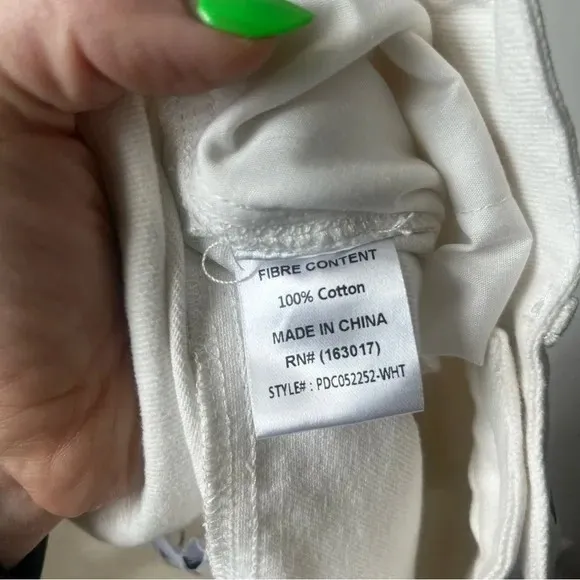 FIBRE CONTENT
100% Cotton
MADE IN CHINA
RN# (163017)
STYLE# : PDC052252-WHT